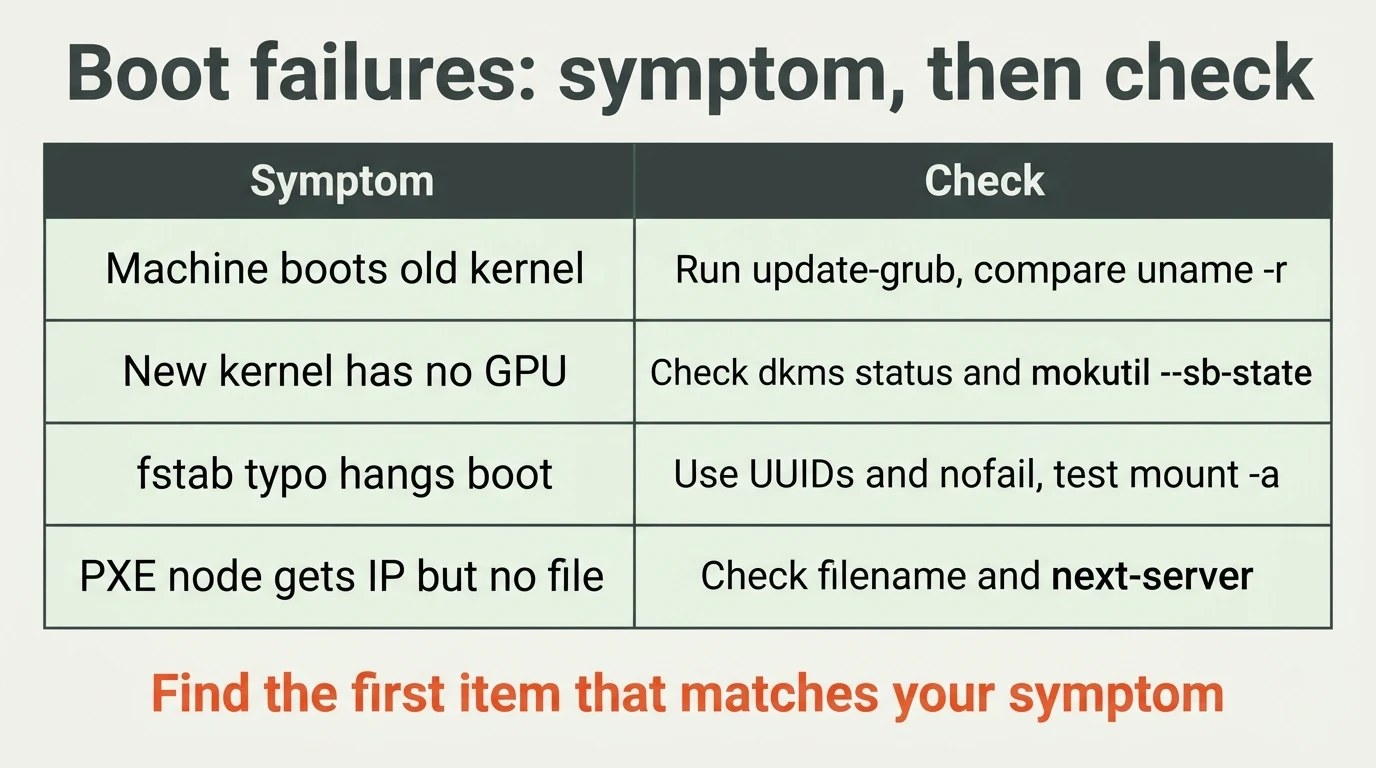 Boot failures: symptom, then check
Symptom
Check
Machine boots old kernel
Run update-grub, compare uname -r
New kernel has no GPU
Check dkms status and mokutil --sb-state
fstab typo hangs boot
Use UUIDs and nofail, test mount -a
PXE node gets IP but no file
Check filename and next-server
Find the first item that matches your symptom